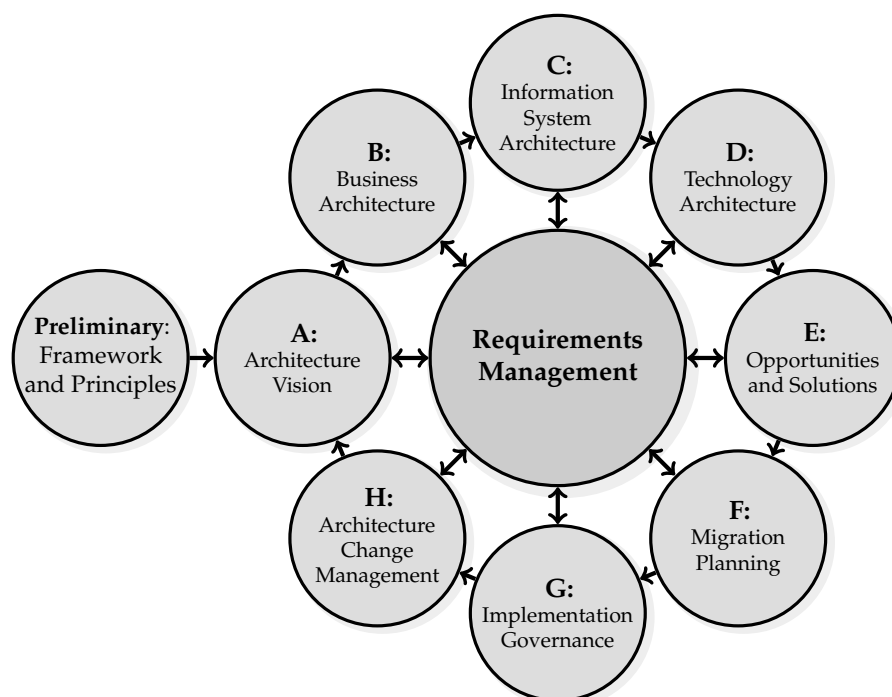 C:
Information
System
Architecture
B:
Business
Architecture
D:
Technology
Architecture
Preliminary:
Framework
and Principles
A:
Architecture
Vision
Requirements
Management
E:
Opportunities
and Solutions
H:
Architecture
Change
Management
F:
Migration
Planning
G:
Implementation
Governance